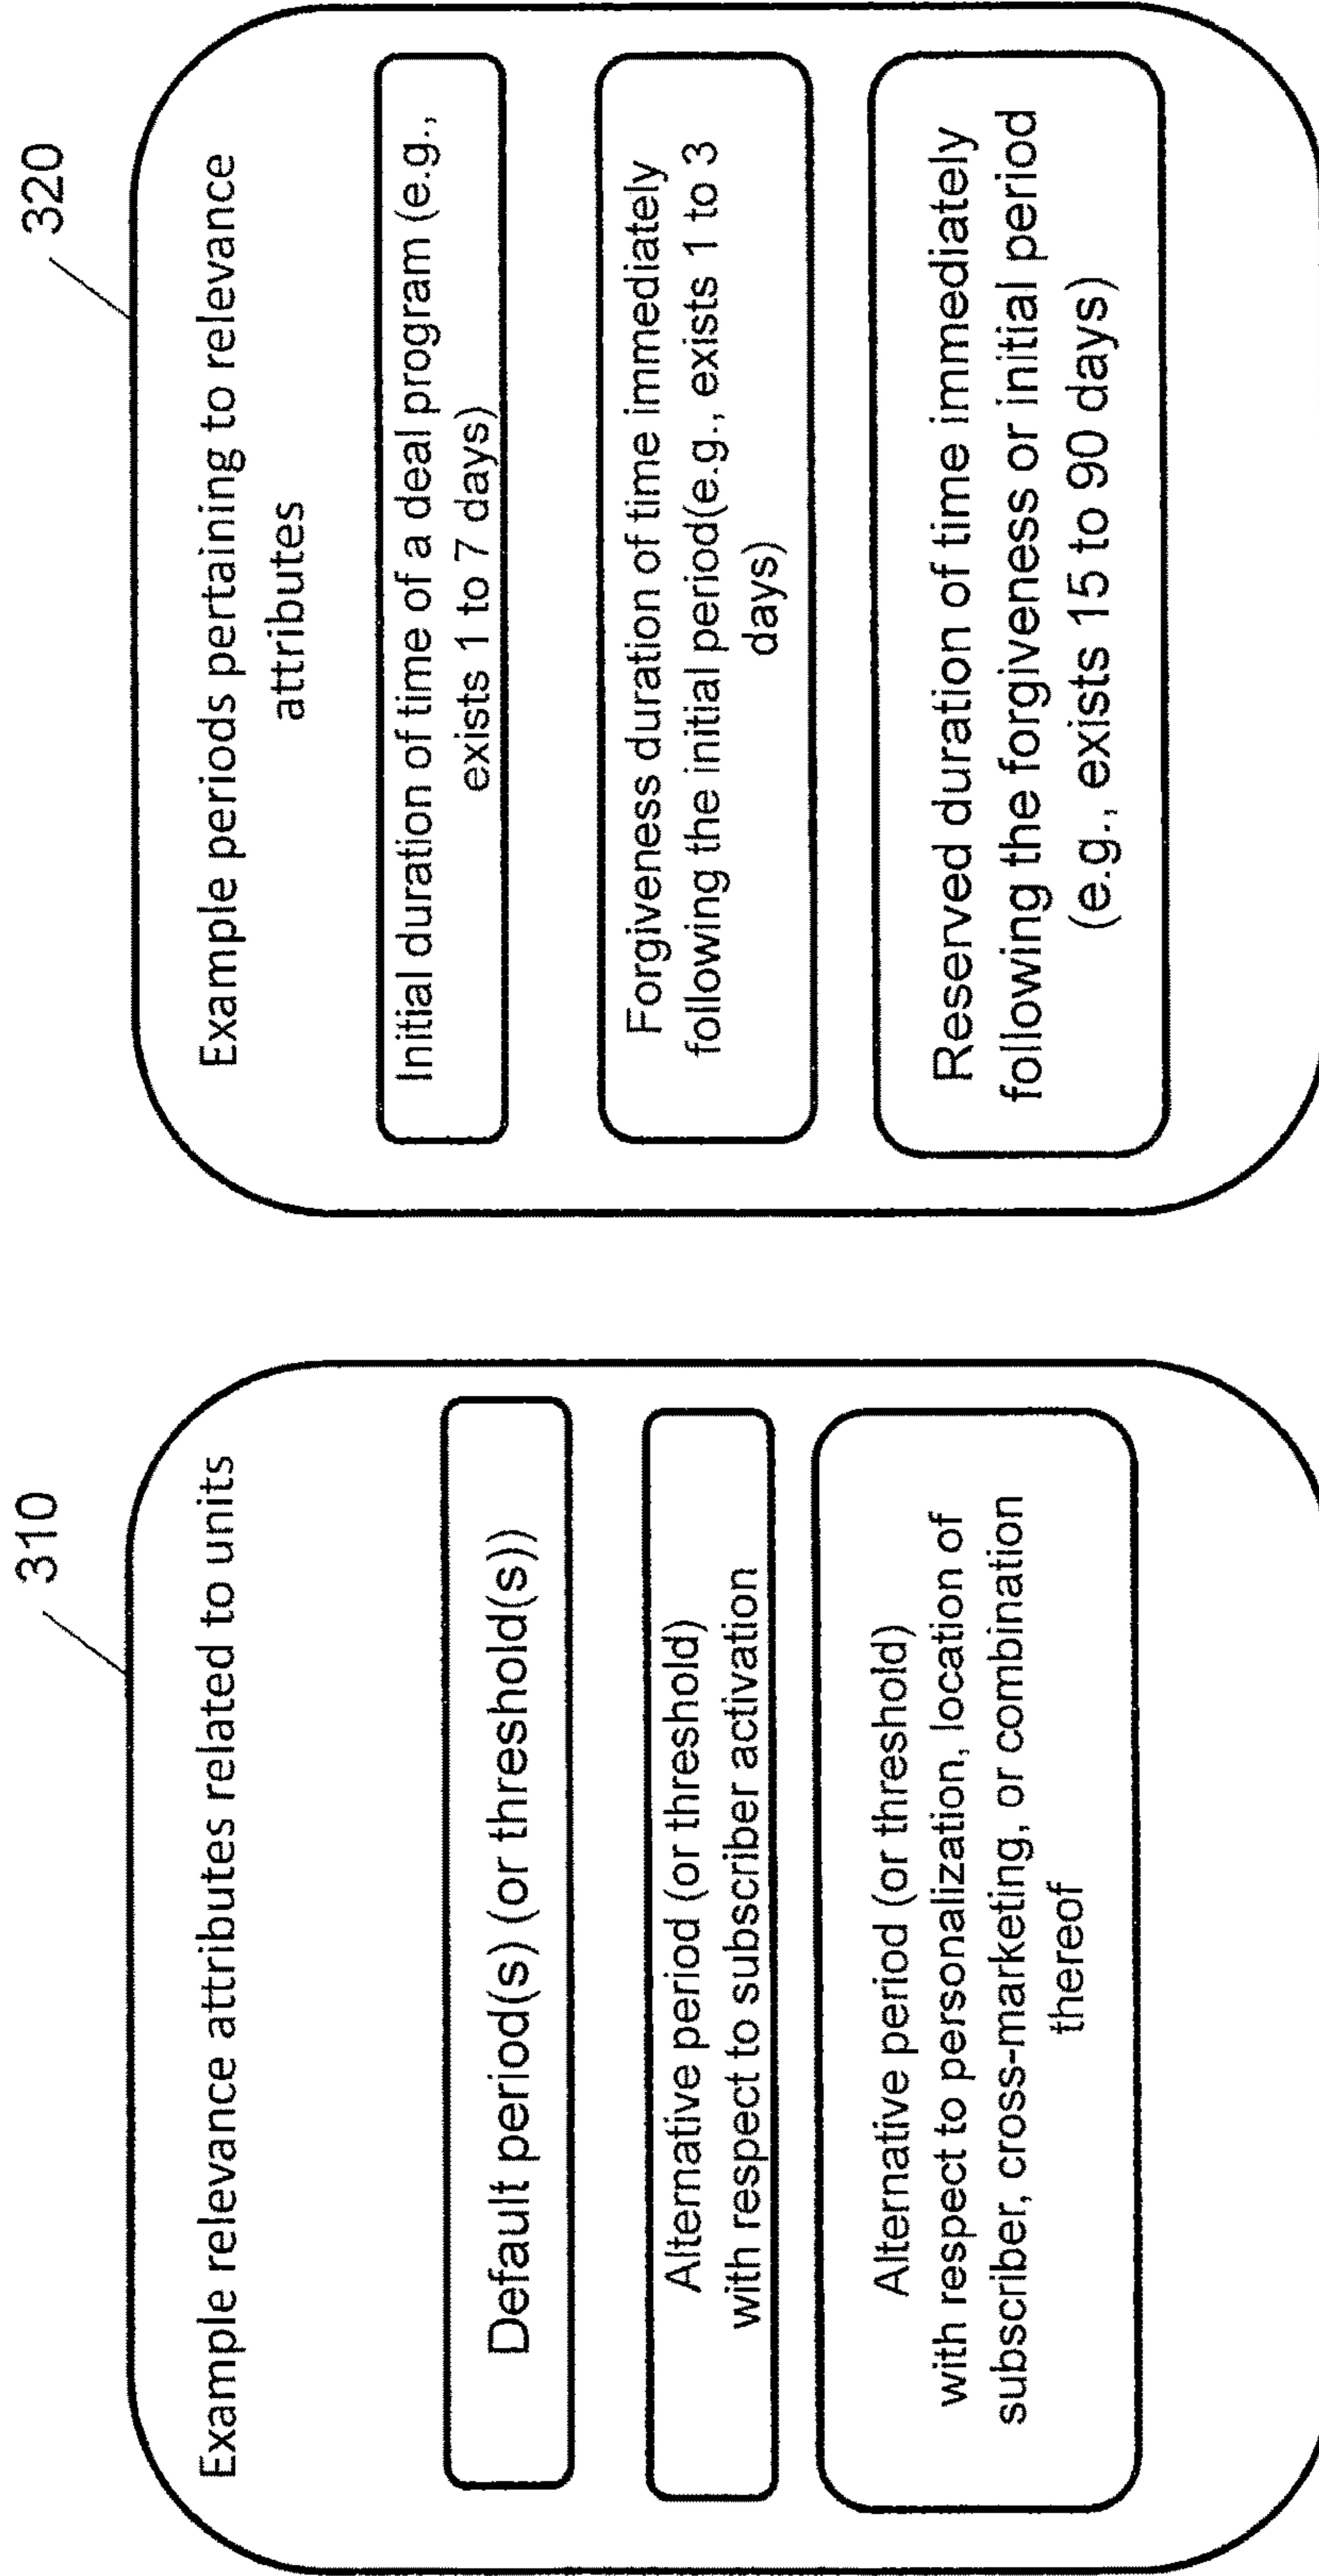 310
Example relevance attributes related to units
Default period(s) (or threshold(s))
Alternative period (or threshold)
with respect to subscriber activation
Alternative period (or threshold)
with respect to personalization, location of
subscriber, cross-marketing, or combination
thereof
320
Example periods pertaining to relevance
attributes
Initial duration of time of a deal program (e.g.,
exists 1 to 7 days)
Forgiveness duration of time immediately
following the initial period(e.g., exists 1 to 3
days)
Reserved duration of time immediately
following the forgiveness or initial period
(e.g., exists 15 to 90 days)